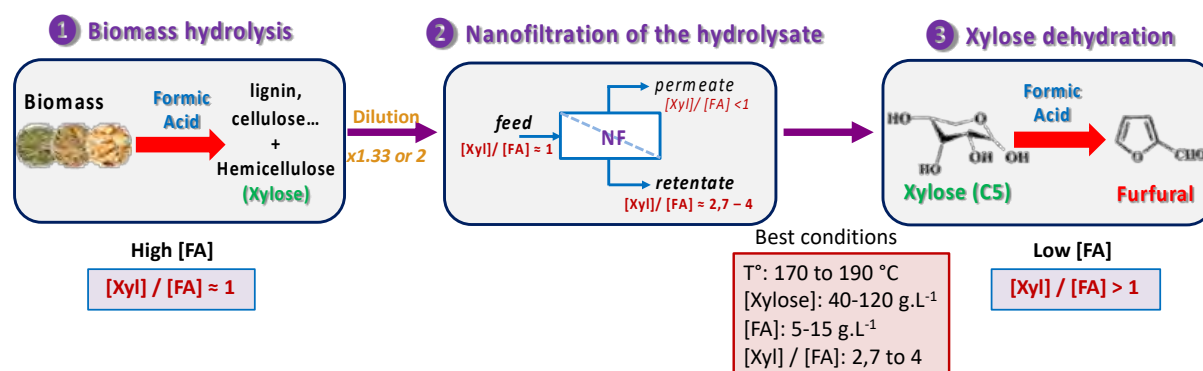 1 Biomass hydrolysis
Biomass
Formic
Acid
lignin,
cellulose…
+
Hemicellulose
(Xylose)
High [FA]
[Xyl] / [FA] ≈ 1
Dilution
x1.33 or 2
2 Nanofiltration of the hydrolysate
feed
[Xyl]/ [FA] ≈ 1
NF
permeate
[Xyl]/ [FA] <1
retentate
[Xyl]/ [FA] ≈ 2,7 – 4
Best conditions
T°: 170 to 190 °C
[Xylose]: 40-120 g.L-1
[FA]: 5-15 g.L-1
[Xyl] / [FA]: 2,7 to 4
3 Xylose dehydration
HO
O
HO
OH
OH
Xylose (C5)
Formic
Acid
O
CHO
Furfural
Low [FA]
[Xyl] / [FA] > 1